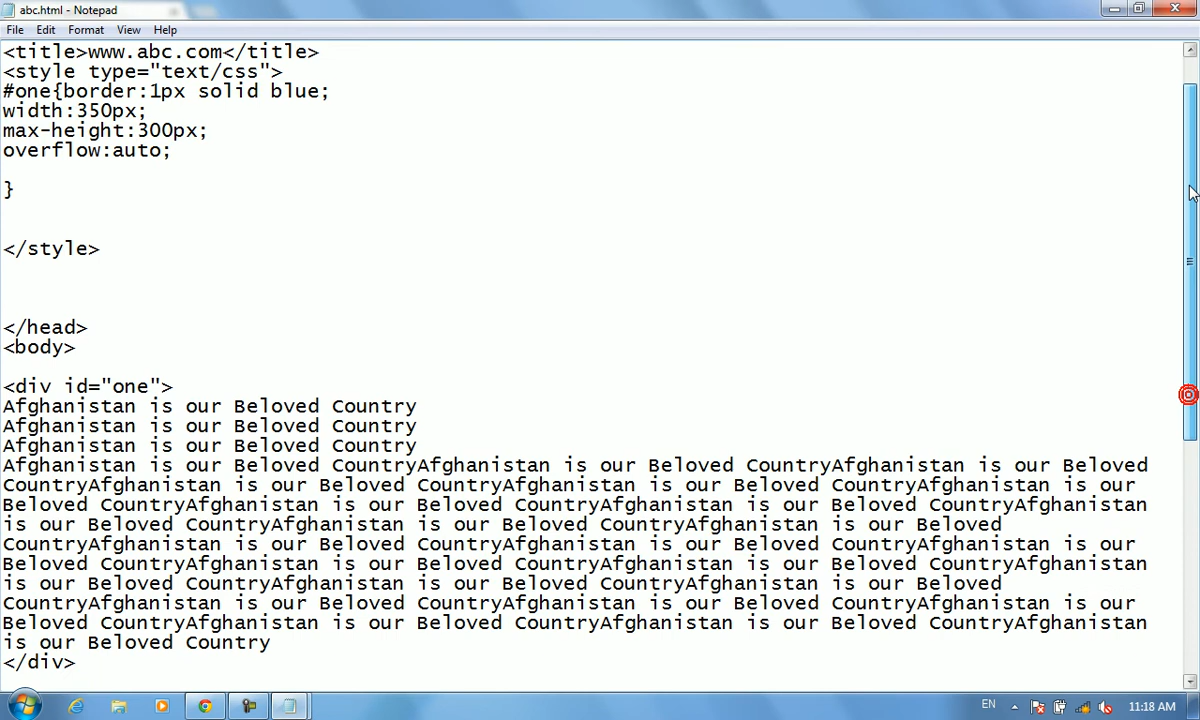 abc.html - Notepad
File Edit Format View Help
<title>www.abc.com</title>
<style type="text/css">
#one{border:1px solid blue;
width:350px;
max-height:300px;
overflow:auto;
}
</style>
</head>
<body>
<div id="one">
Afghanistan is our Beloved Country
Afghanistan is our Beloved Country
Afghanistan is our Beloved Country
Afghanistan is our Beloved CountryAfghanistan is our Beloved CountryAfghanistan is our Beloved
CountryAfghanistan is our Beloved CountryAfghanistan is our Beloved CountryAfghanistan is our
Beloved CountryAfghanistan is our Beloved CountryAfghanistan is our Beloved CountryAfghanistan
is our Beloved CountryAfghanistan is our Beloved CountryAfghanistan is our Beloved
CountryAfghanistan is our Beloved CountryAfghanistan is our Beloved CountryAfghanistan is our
Beloved CountryAfghanistan is our Beloved CountryAfghanistan is our Beloved CountryAfghanistan
is our Beloved CountryAfghanistan is our Beloved CountryAfghanistan is our Beloved
CountryAfghanistan is our Beloved CountryAfghanistan is our Beloved CountryAfghanistan is our
Beloved CountryAfghanistan is our Beloved CountryAfghanistan is our Beloved CountryAfghanistan
is our Beloved Country
</div>
EN 11:18 AM